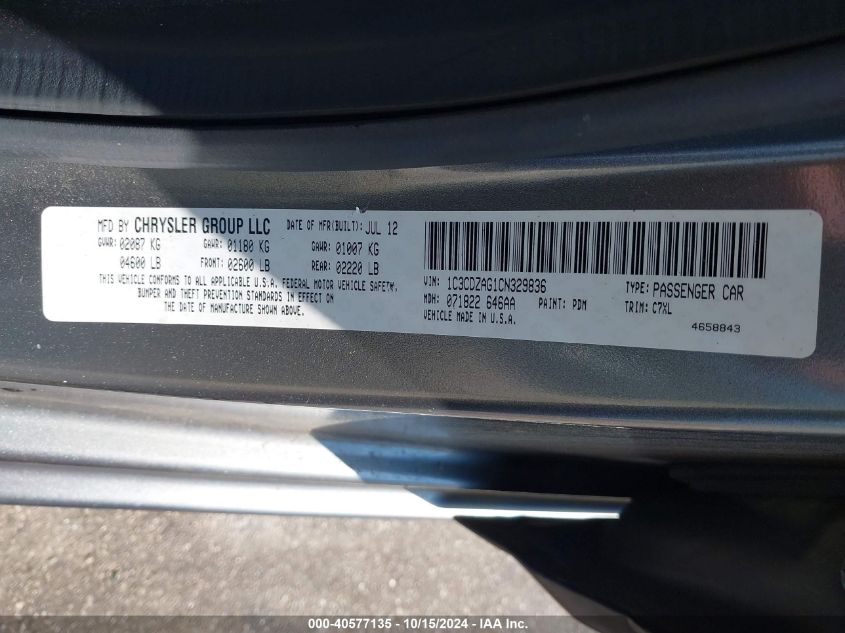 MFD BY CHRYSLER GROUP LLC DATE OF MFR(BUILT): JUL 12
GVWR: 02087 KG GAWR: 01180 KG GAWR: 01007 KG
04600 LB FRONT: 02600 LB REAR: 02220 LB
THIS VEHICLE CONFORMS TO ALL APPLICABLE U.S.A. FEDERAL MOTOR VEHICLE SAFETY,
BUMPER AND THEFT PREVENTION STANDARDS IN EFFECT ON
THE DATE OF MANUFACTURE SHOWN ABOVE.
VIN: 1C3CDZAG1CN329836 TYPE: PASSENGER CAR
MDH: 071922 646AA PAINT: PDM TRIM: C7XL
VEHICLE MADE IN U.S.A.
4658843
000-40577135 - 10/15/2024 - IAA Inc.